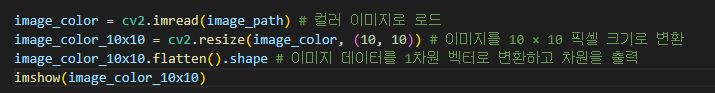 image_color = cv2.imread(image_path) # 컬러 이미지로 로드
image_color_10x10 = cv2.resize(image_color, (10, 10)) # 이미지를 10 × 10 픽셀 크기로 변환
image_color_10x10.flatten().shape # 이미지 데이터를 1차원 벡터로 변환하고 차원을 출력
imshow(image_color_10x10)